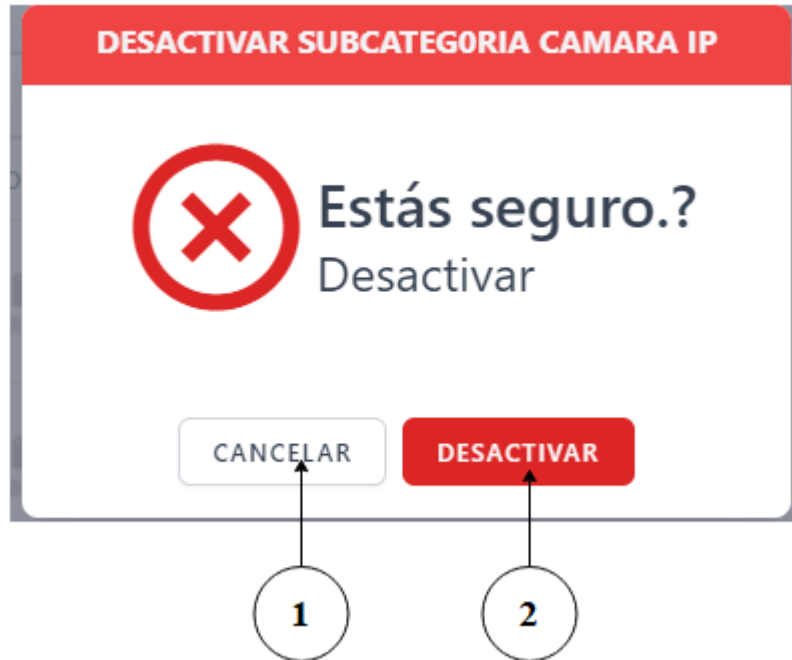 DESACTIVAR SUBCATEG0RIA CAMARA IP
Estás seguro.?
Desactivar
CANCELAR DESACTIVAR
1 2